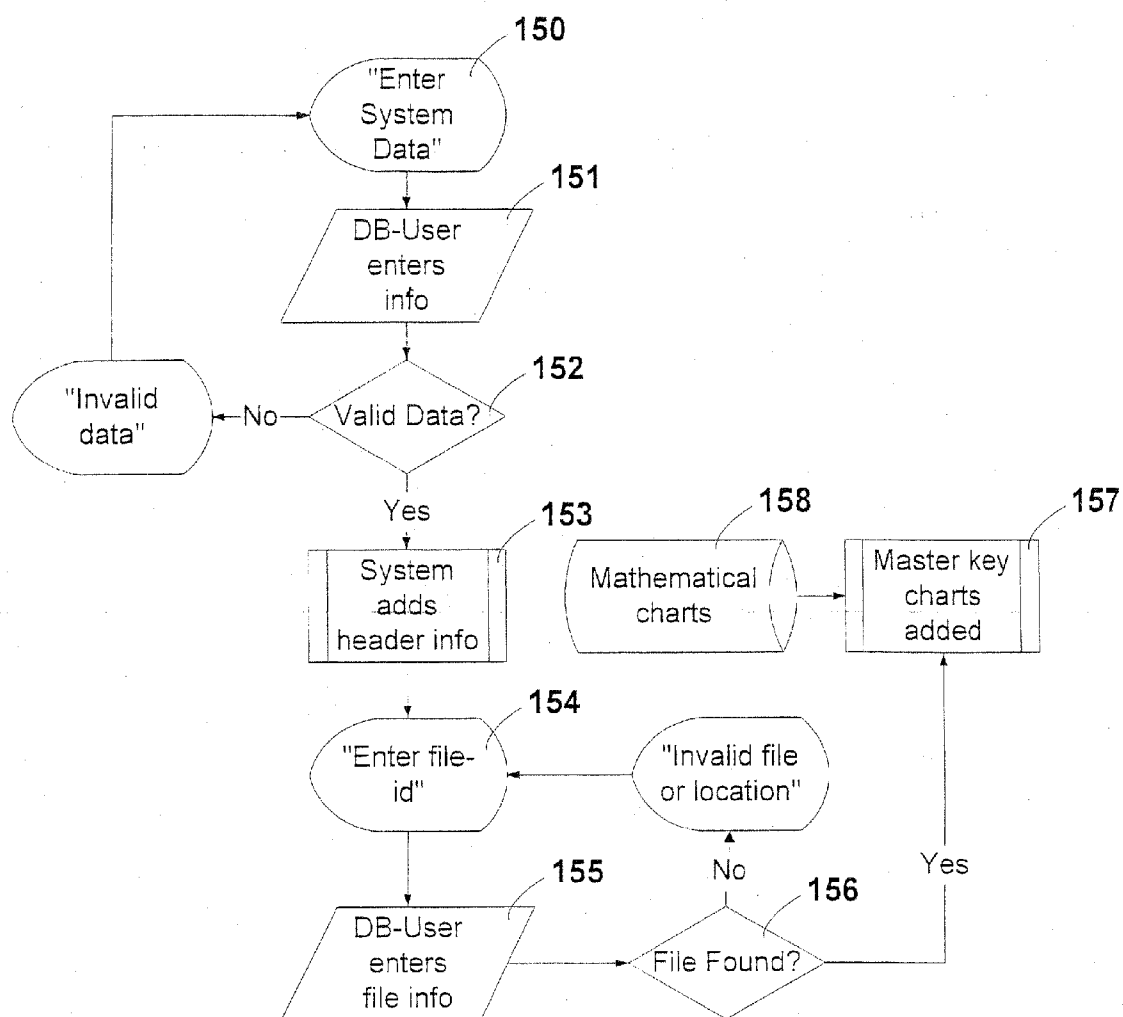 150
"Enter
System
Data"
151
DB-User
enters
info
152
"Invalid
data"
No
Valid Data?
Yes
153
158
157
System
adds
header info
Mathematical
charts
Master key
charts
added
154
"Enter file-
id"
"Invalid file
or location"
No
Yes
155
156
DB-User
enters
file info
File Found?